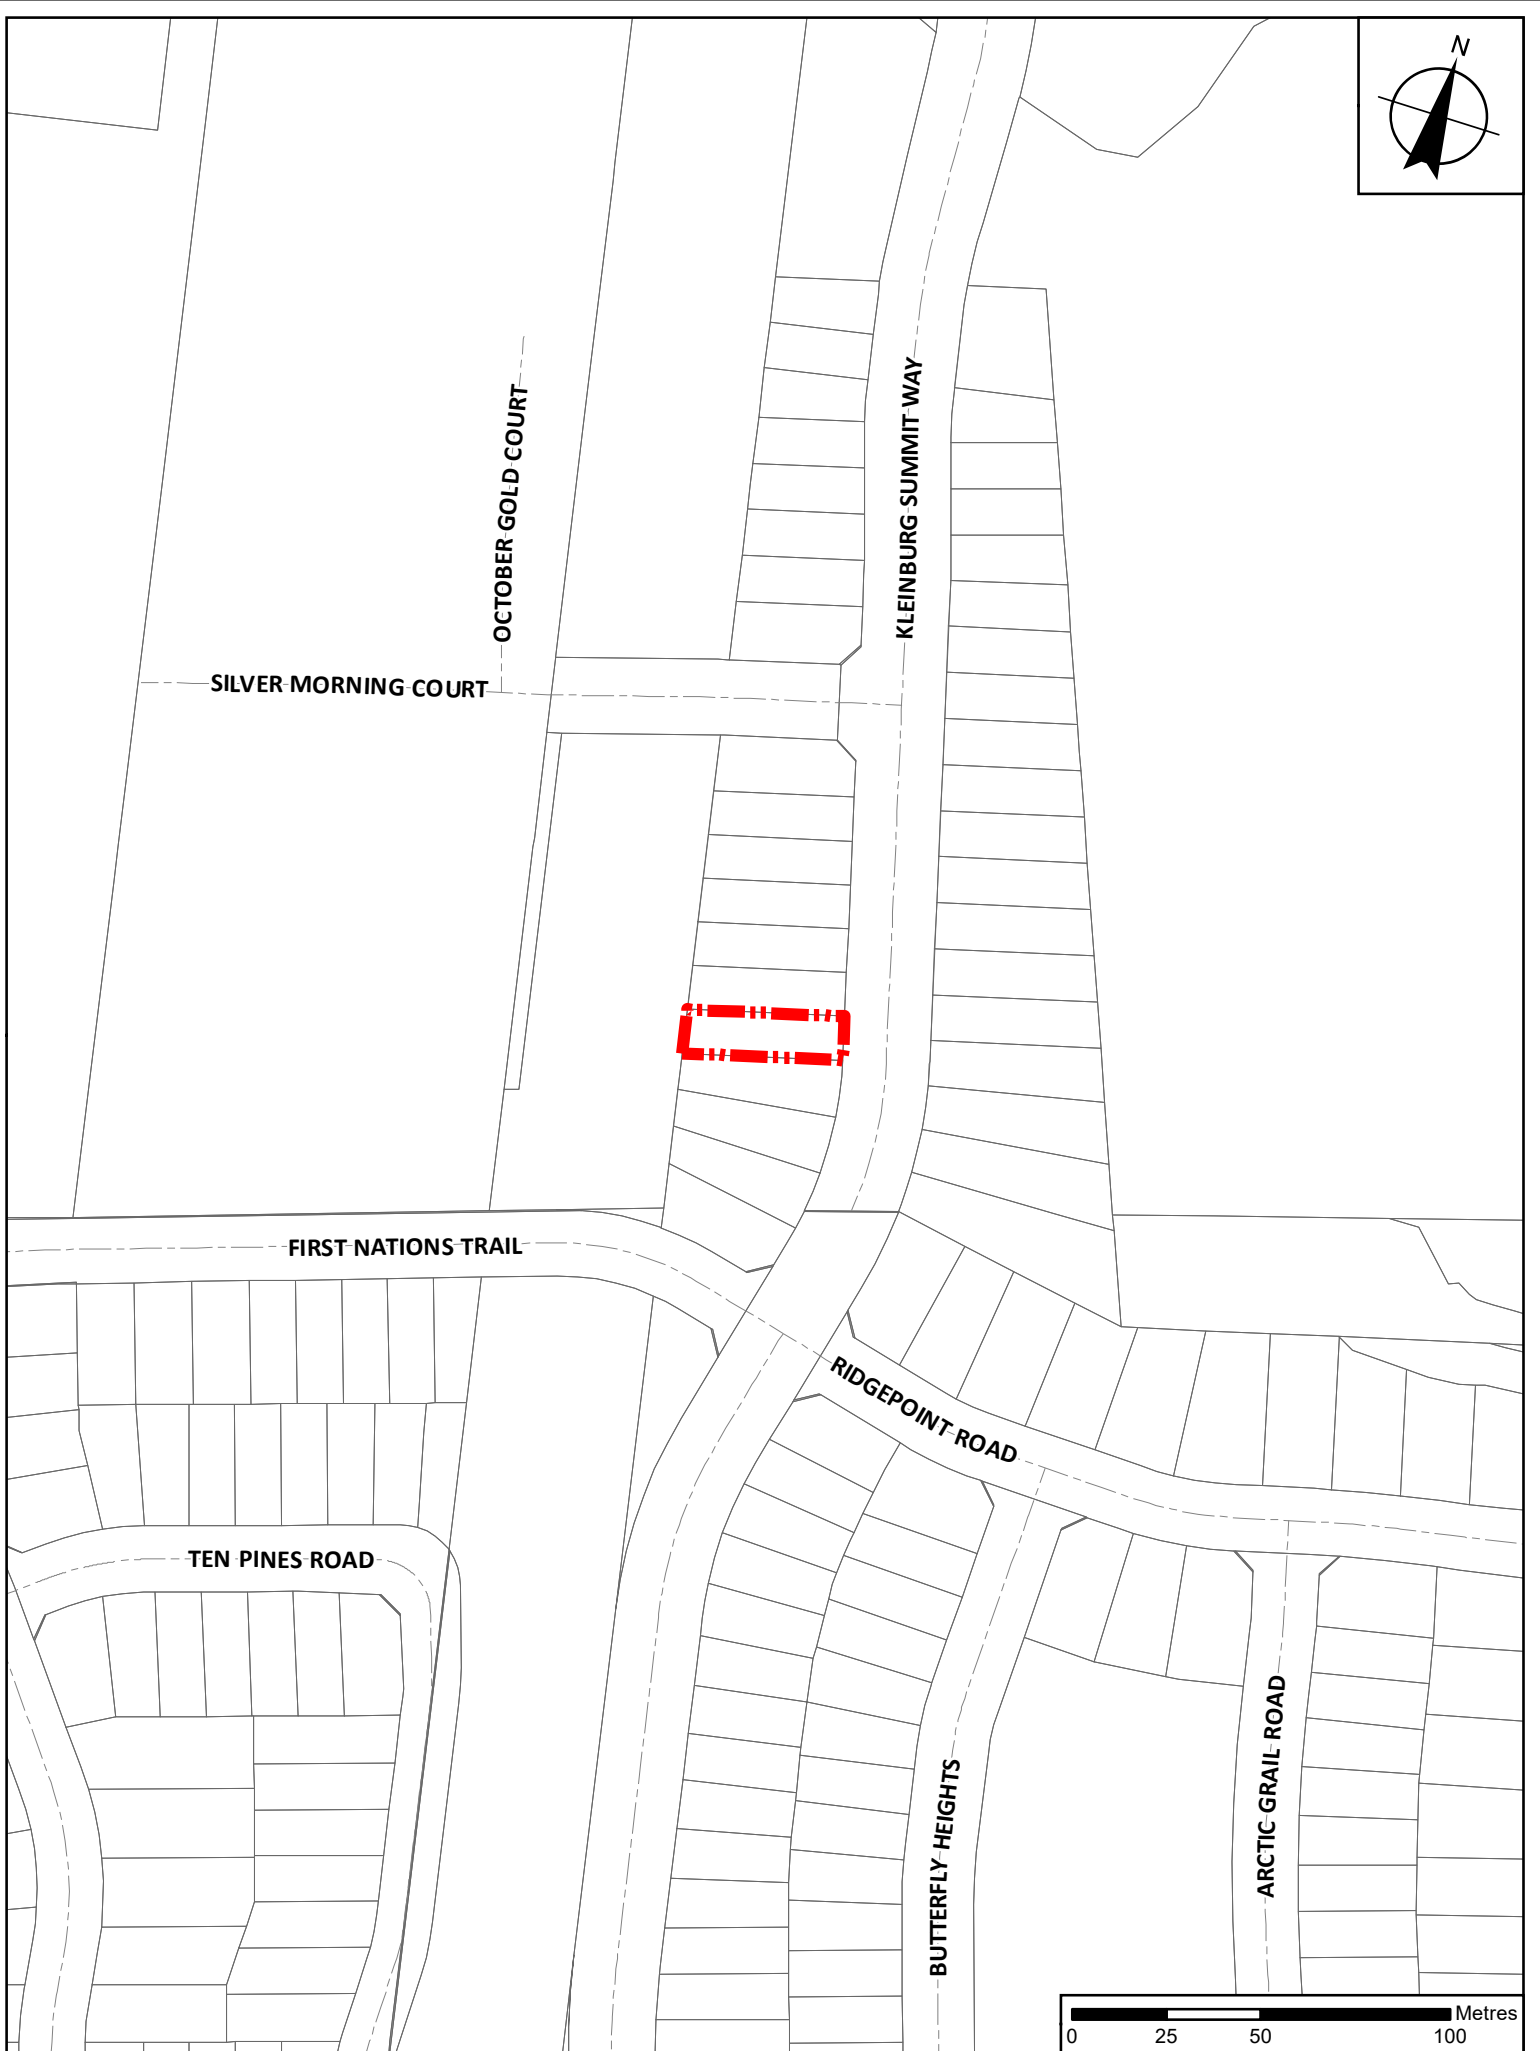 N
KLEINBURG SUMMIT WAY
OCTOBER GOLD COURT
SILVER MORNING COURT
FIRST NATIONS TRAIL
RIDGEPOINT ROAD
TEN PINES ROAD
ARCTIC GRAIL ROAD
BUTTERFLY HEIGHTS
Metres
0 25 50 100